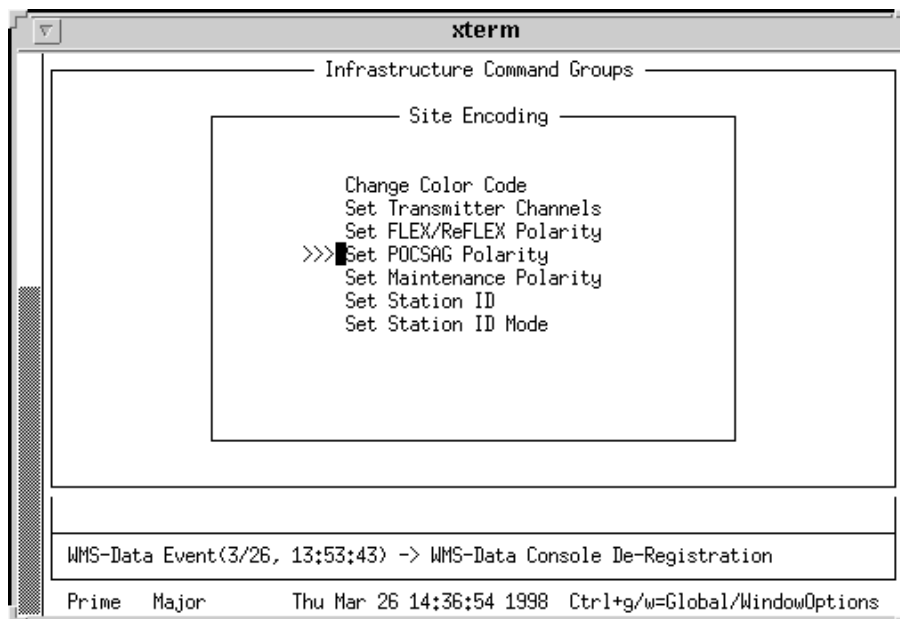 xterm
Infrastructure Command Groups
Site Encoding
Change Color Code
Set Transmitter Channels
Set FLEX/ReFLEX Polarity
>>> Set POCSAG Polarity
Set Maintenance Polarity
Set Station ID
Set Station ID Mode
WMS-Data Event(3/26, 13:53:43) -> WMS-Data Console De-Registration
Prime Major Thu Mar 26 14:36:54 1998 Ctrl+g/w=Global/WindowOptions